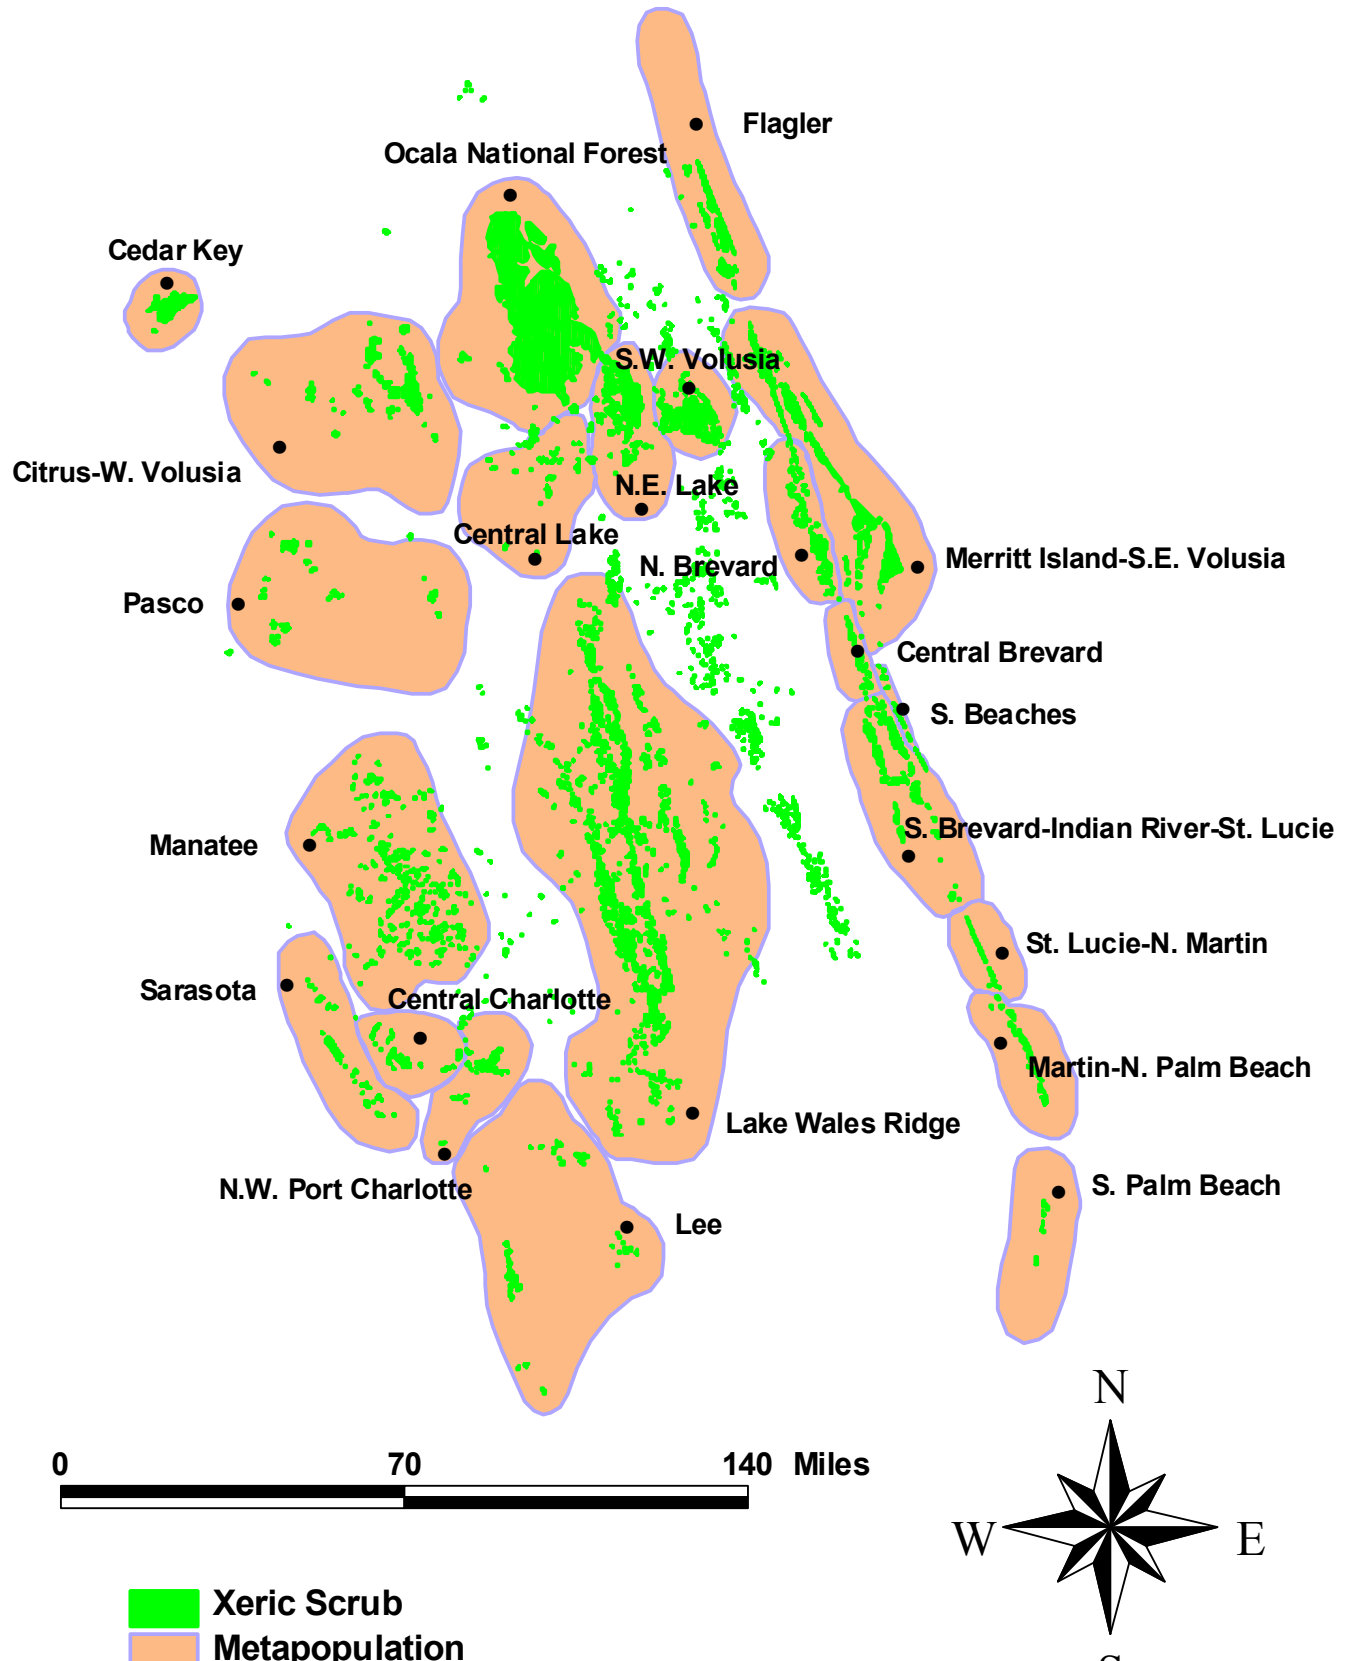 Flagler
Ocala National Forest
Cedar Key
S.W. Volusia
Citrus-W. Volusia
N.E. Lake
Central Lake
N. Brevard
Merritt Island-S.E. Volusia
Pasco
Central Brevard
S. Beaches
S. Brevard-Indian River-St. Lucie
Manatee
St. Lucie-N. Martin
Sarasota
Central Charlotte
Martin-N. Palm Beach
Lake Wales Ridge
N.W. Port Charlotte
S. Palm Beach
Lee
N
0 70 140 Miles
W E
Xeric Scrub
Metapopulation
S